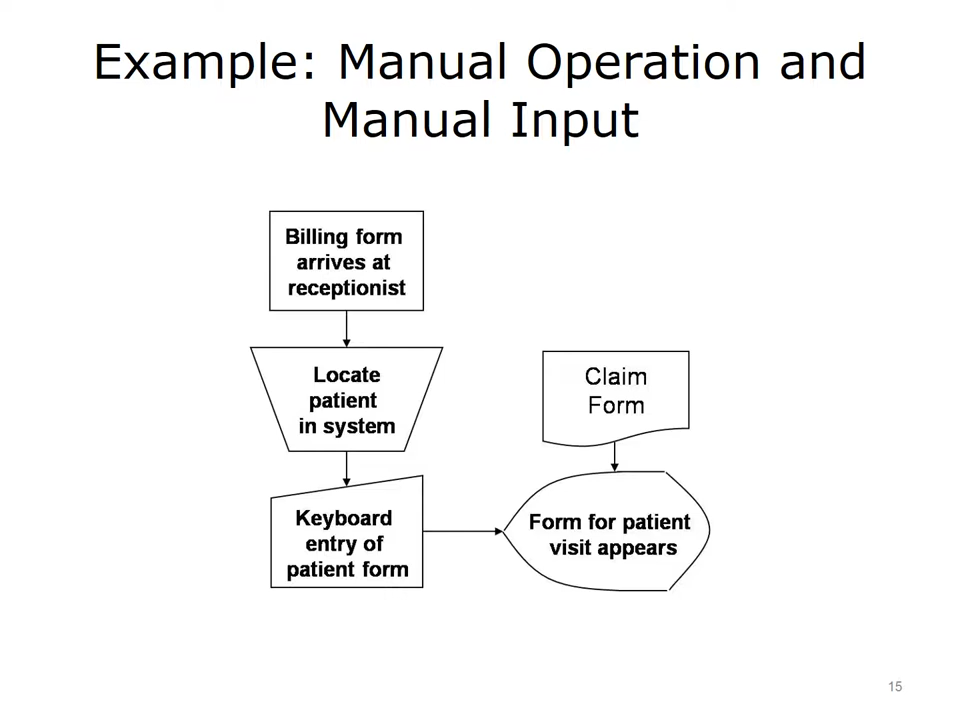 Example: Manual Operation and
Manual Input
Billing form
arrives at
receptionist
Locate
patient
in system
Claim
Form
Keyboard
entry of
patient form
Form for patient
visit appears
15